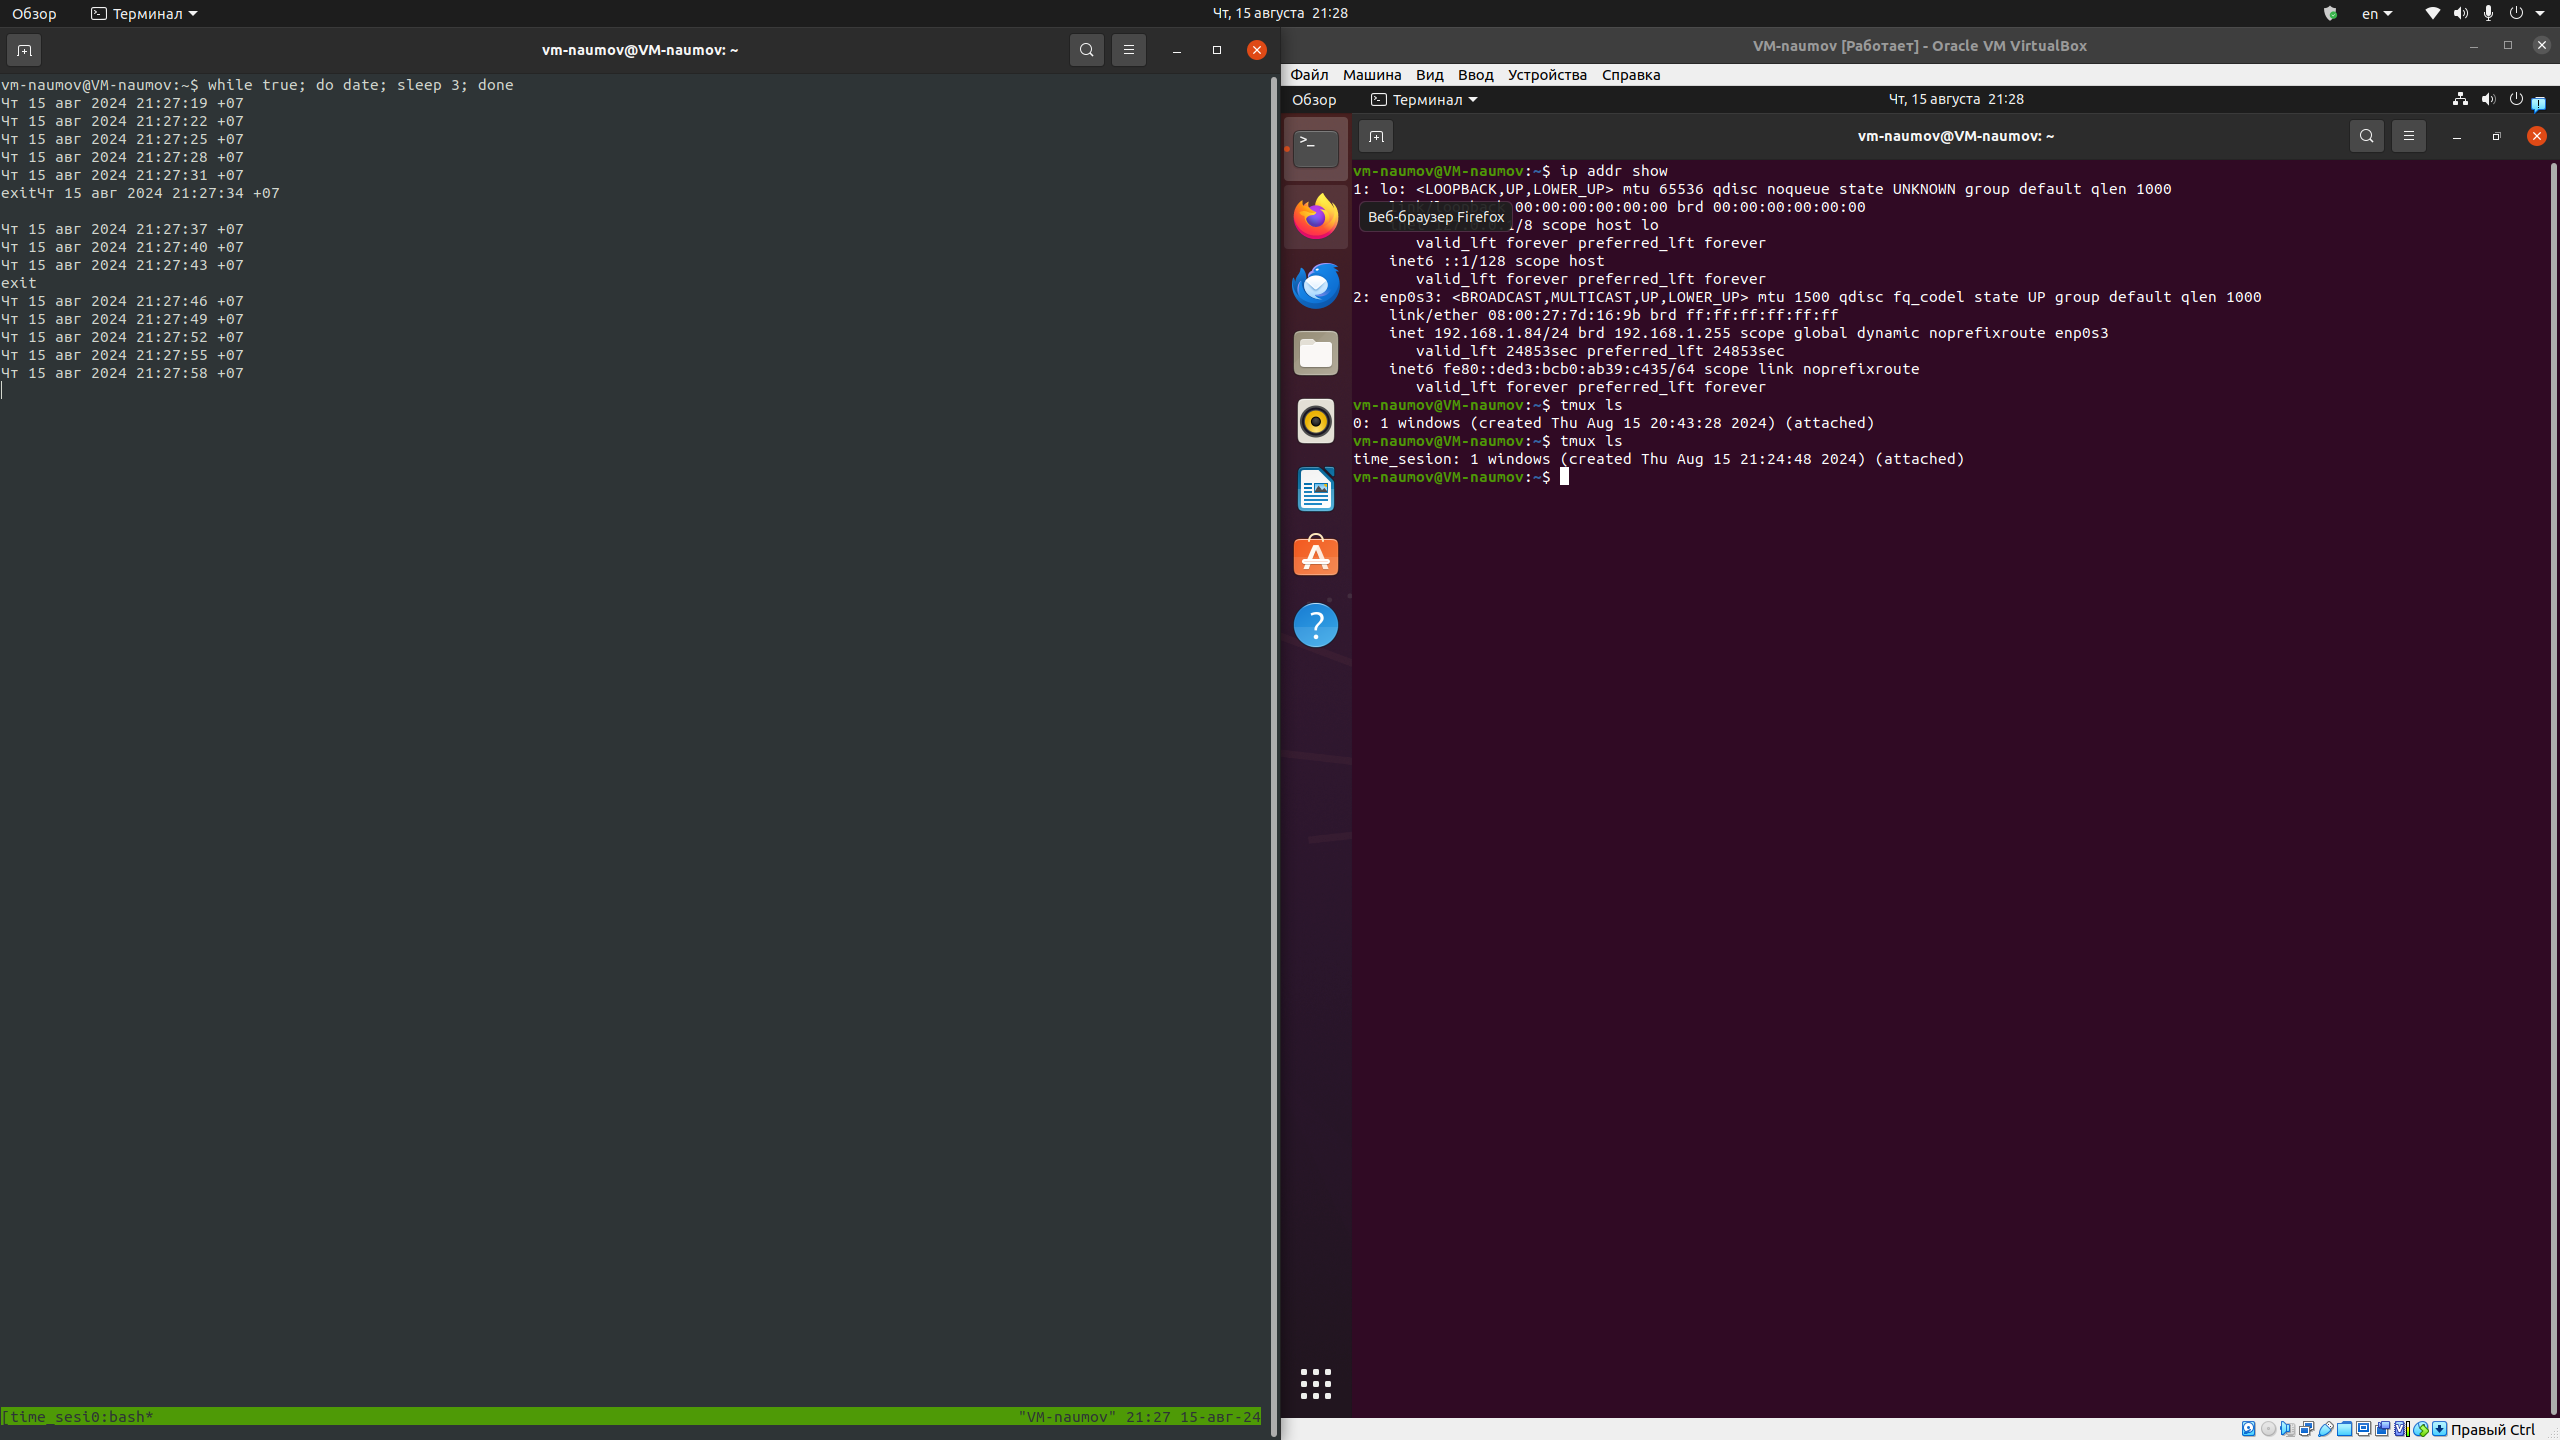 Обзор Терминал Чт, 15 августа 21:28 en
vm-naumov@VM-naumov: ~
vm-naumov@VM-naumov:~$ while true; do date; sleep 3; done
Чт 15 авг 2024 21:27:19 +07
Чт 15 авг 2024 21:27:22 +07
Чт 15 авг 2024 21:27:25 +07
Чт 15 авг 2024 21:27:28 +07
Чт 15 авг 2024 21:27:31 +07
exitЧт 15 авг 2024 21:27:34 +07
Чт 15 авг 2024 21:27:37 +07
Чт 15 авг 2024 21:27:40 +07
Чт 15 авг 2024 21:27:43 +07
exit
Чт 15 авг 2024 21:27:46 +07
Чт 15 авг 2024 21:27:49 +07
Чт 15 авг 2024 21:27:52 +07
Чт 15 авг 2024 21:27:55 +07
Чт 15 авг 2024 21:27:58 +07
[time_sesi0:bash* "VM-naumov" 21:27 15-авг-24
VM-naumov [Работает] - Oracle VM VirtualBox
Файл Машина Вид Ввод Устройства Справка
Обзор Терминал Чт, 15 августа 21:28
vm-naumov@VM-naumov: ~
vm-naumov@VM-naumov:~$ ip addr show
1: lo: <LOOPBACK,UP,LOWER_UP> mtu 65536 qdisc noqueue state UNKNOWN group default qlen 1000
00:00:00:00:00:00 brd 00:00:00:00:00:00
Веб-браузер Firefox
/8 scope host lo
valid_lft forever preferred_lft forever
inet6 ::1/128 scope host
valid_lft forever preferred_lft forever
2: enp0s3: <BROADCAST,MULTICAST,UP,LOWER_UP> mtu 1500 qdisc fq_codel state UP group default qlen 1000
link/ether 08:00:27:7d:16:9b brd ff:ff:ff:ff:ff:ff
inet 192.168.1.84/24 brd 192.168.1.255 scope global dynamic noprefixroute enp0s3
valid_lft 24853sec preferred_lft 24853sec
inet6 fe80::ded3:bcb0:ab39:c435/64 scope link noprefixroute
valid_lft forever preferred_lft forever
vm-naumov@VM-naumov:~$ tmux ls
0: 1 windows (created Thu Aug 15 20:43:28 2024) (attached)
vm-naumov@VM-naumov:~$ tmux ls
time_sesion: 1 windows (created Thu Aug 15 21:24:48 2024) (attached)
vm-naumov@VM-naumov:~$
Правый Ctrl